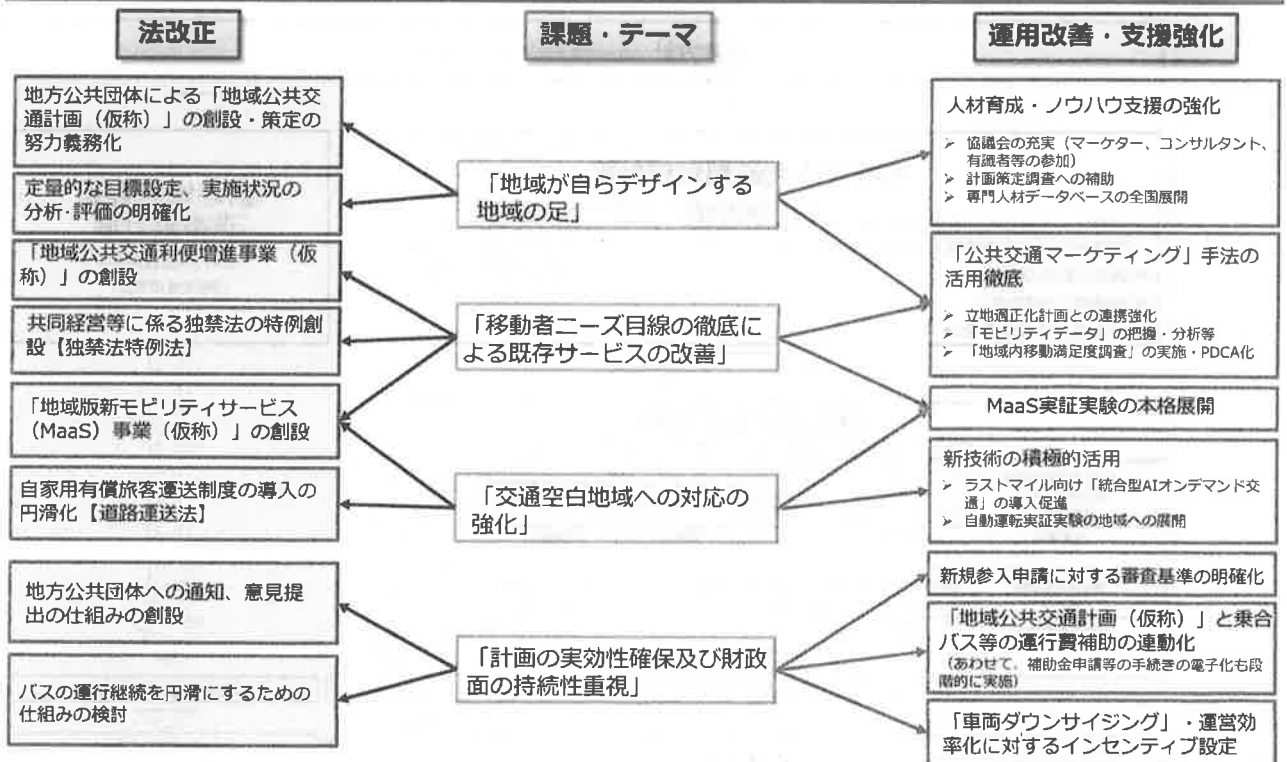 法改正
課題・テーマ
運用改善・支援強化
地方公共団体による「地域公共交
通計画（仮称）」の創設・策定の
努力義務化
定量的な目標設定、実施状況の
分析･評価の明確化
「地域公共交通利便増進事業（仮
称）」の創設
共同経営等に係る独禁法の特例創
設【独禁法特例法】
「地域版新モビリティサービス
（MaaS）事業（仮称）」の創設
自家用有償旅客運送制度の導入の
円滑化【道路運送法】
地方公共団体への通知、意見提
出の仕組みの創設
バスの運行継続を円滑にするための
仕組みの検討
「地域が自らデザインする
地域の足」
「移動者ニーズ目線の徹底に
よる既存サービスの改善」
「交通空白地域への対応の
強化」
「計画の実効性確保及び財政
面の持続性重視」
人材育成・ノウハウ支援の強化
➢ 協議会の充実（マーケター、コンサルタント、
有識者等の参加）
➢ 計画策定調査への補助
➢ 専門人材データベースの全国展開
「公共交通マーケティング」手法の
活用徹底
➢ 立地適正化計画との連携強化
➢ 「モビリティデータ」の把握・分析等
➢ 「地域内移動満足度調査」の実施・PDCA化
MaaS実証実験の本格展開
新技術の積極的活用
➢ ラストマイル向け「統合型AIオンデマンド交
通」の導入促進
➢ 自動運転実証実験の地域への展開
新規参入申請に対する審査基準の明確化
「地域公共交通計画（仮称）」と乗合
バス等の運行費補助の連動化
（あわせて、補助金申請等の手続きの電子化も段
階的に実施）
「車両ダウンサイジング」・運営効
率化に対するインセンティブ設定